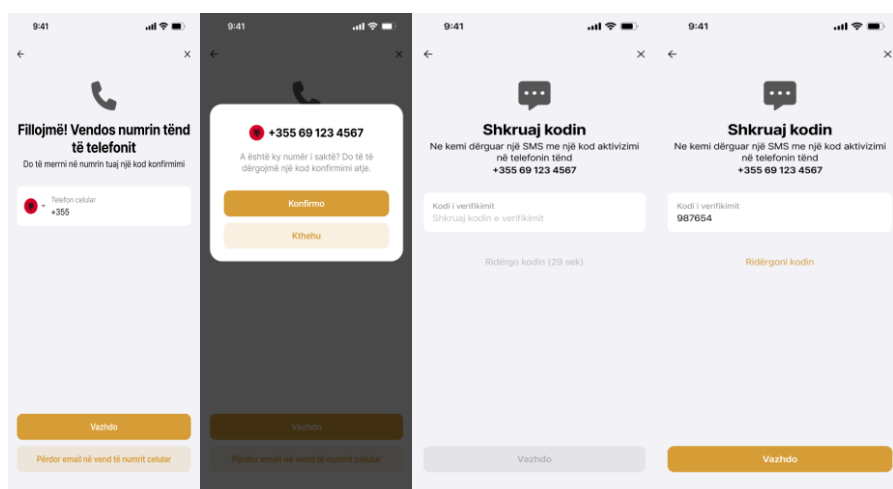 9:41
Fillojmë! Vendos numrin tënd
të telefonit
Do të merrni në numrin tuaj një kod konfirmimi
Telefon celular
+355
Vazhdo
Përdor email në vend të numrit celular
9:41
+355 69 123 4567
A është ky numër i saktë? Do të të
dërgojmë një kod konfirmimi atje.
Konfirmo
Kthehu
Vazhdo
Përdor email në vend të numrit celular
9:41
Shkruaj kodin
Ne kemi dërguar një SMS me një kod aktivizimi
në telefonin tënd
+355 69 123 4567
Kodi i verifikimit
Shkruaj kodin e verifikimit
Ridërgo kodin (29 sek)
Vazhdo
9:41
Shkruaj kodin
Ne kemi dërguar një SMS me një kod aktivizimi
në telefonin tënd
+355 69 123 4567
Kodi i verifikimit
987654
Ridërgoni kodin
Vazhdo